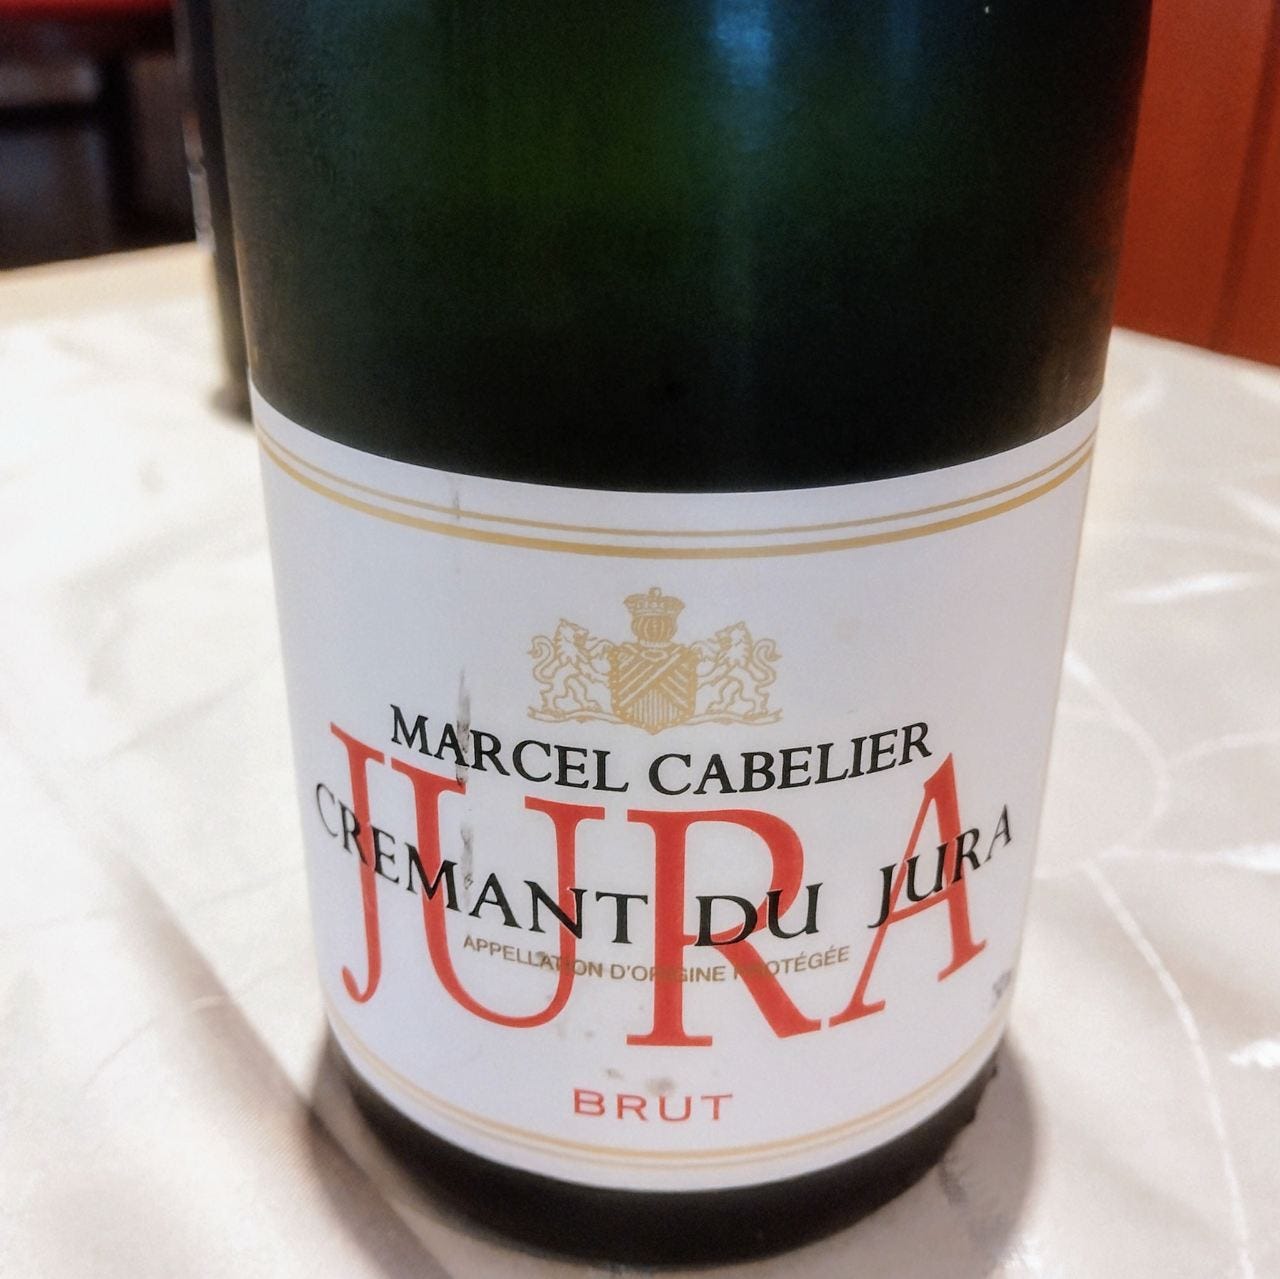 MARCEL CABELIER
JURA
CREMANT DU JURA
APPELLATION D'ORIGINE PROTÉGÉE
BRUT